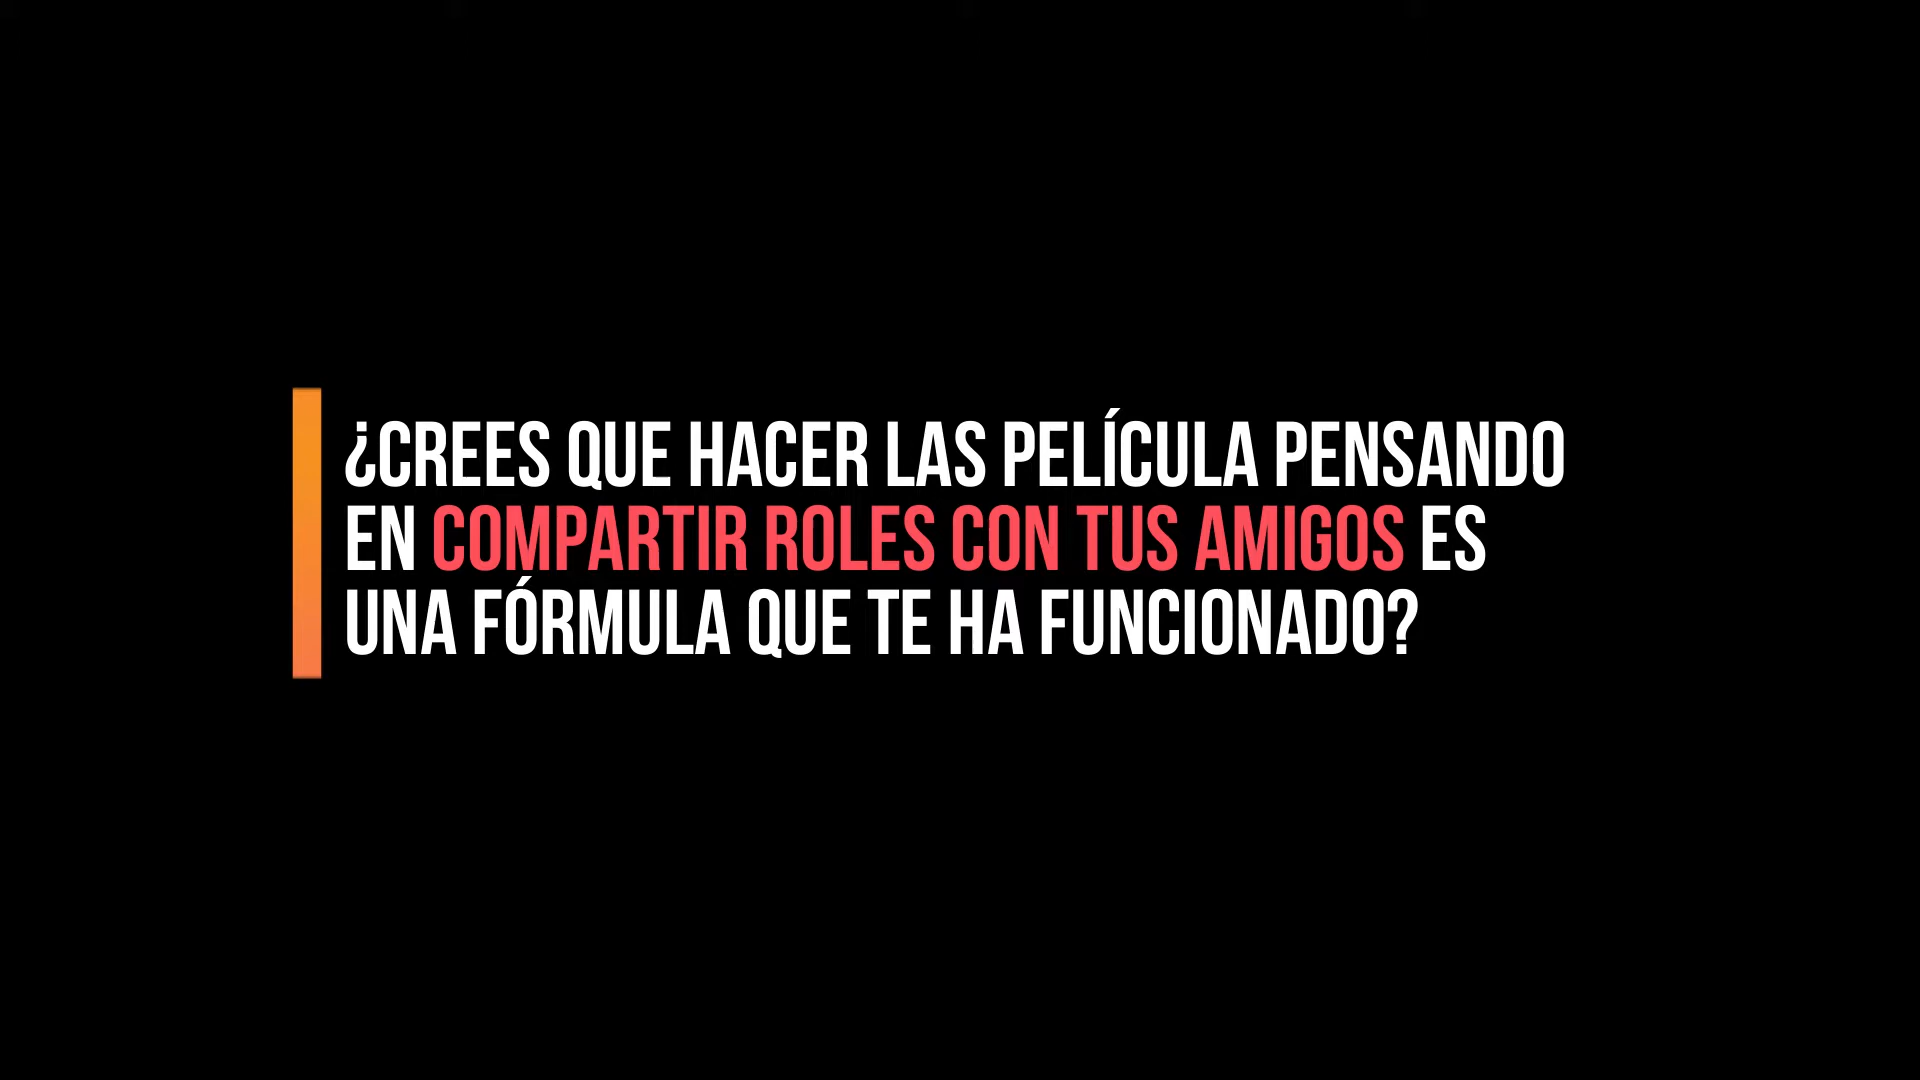 ¿CREES QUE HACER LAS PELÍCULA PENSANDO
EN COMPARTIR ROLES CON TUS AMIGOS ES
UNA FÓRMULA QUE TE HA FUNCIONADO?